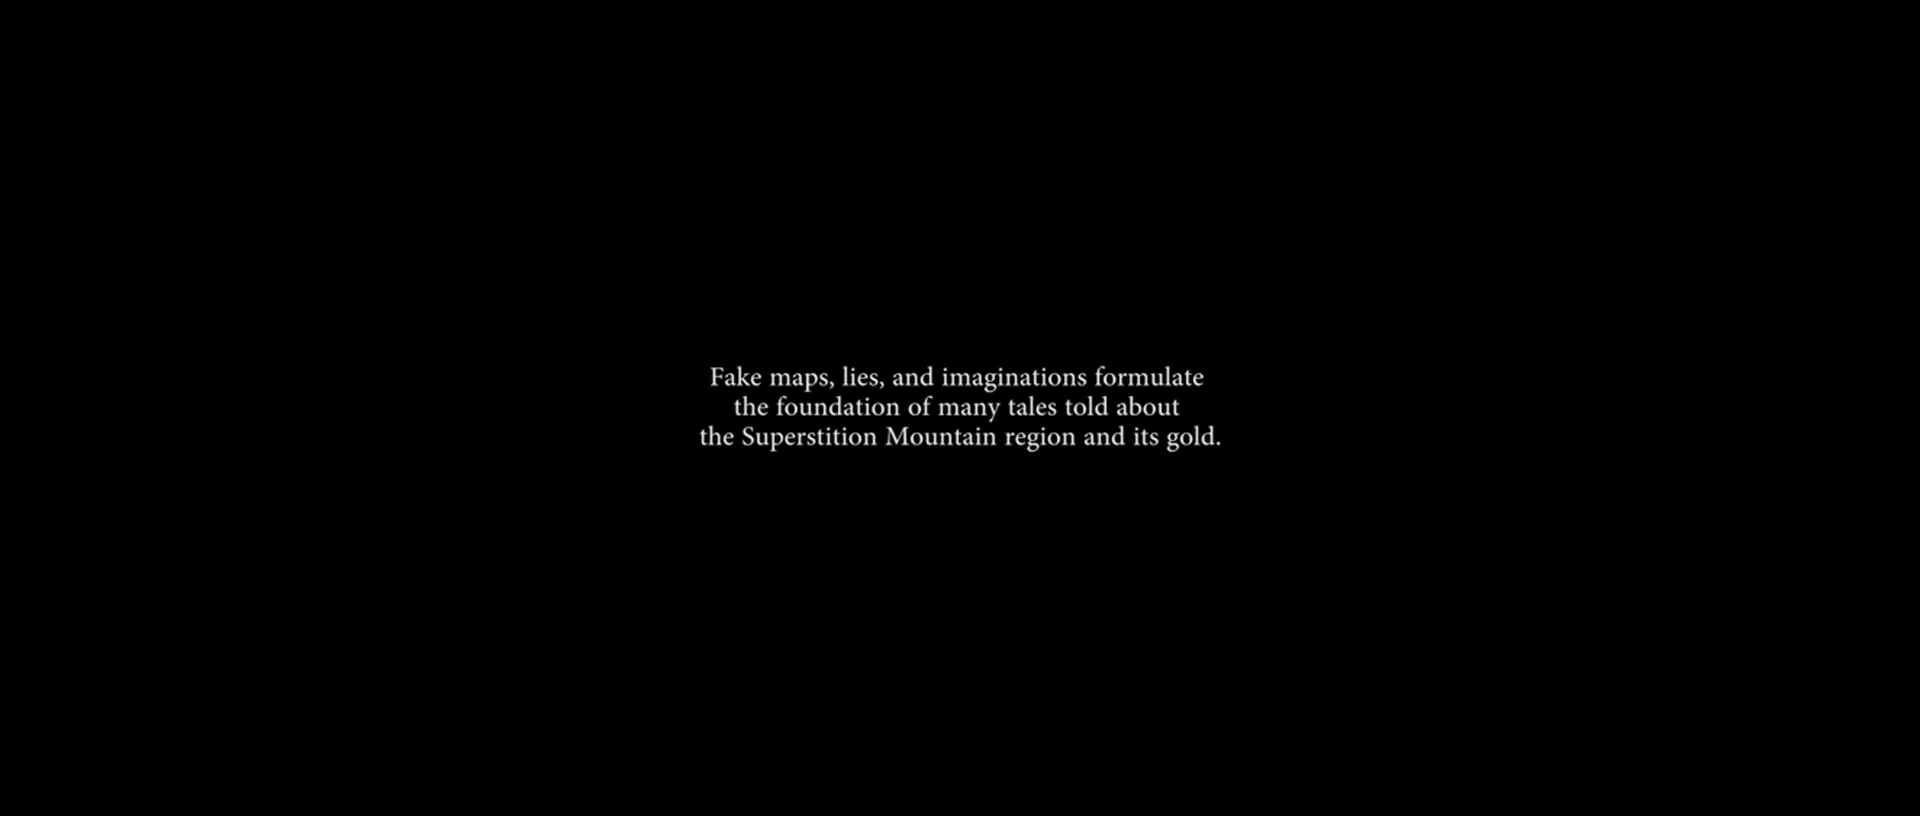 Fake maps, lies, and imaginations formulate
the foundation of many tales told about
the Superstition Mountain region and its gold.